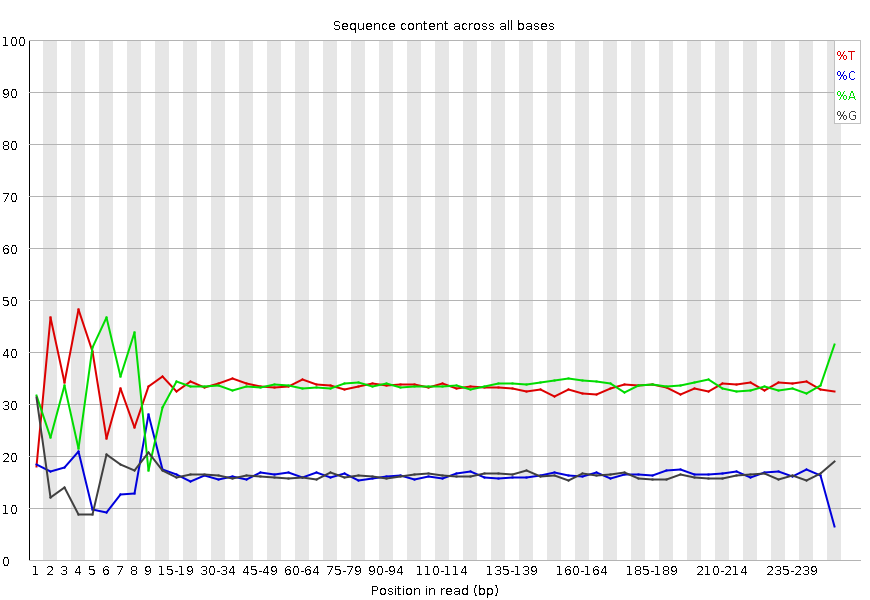 Sequence content across all bases
100
90
80
70
60
50
40
30
20
10
0
%T
%C
%A
%G
1 2 3 4 5 6 7 8 9 15-19 30-34 45-49 60-64 75-79 90-94 110-114 135-139 160-164 185-189 210-214 235-239
Position in read (bp)